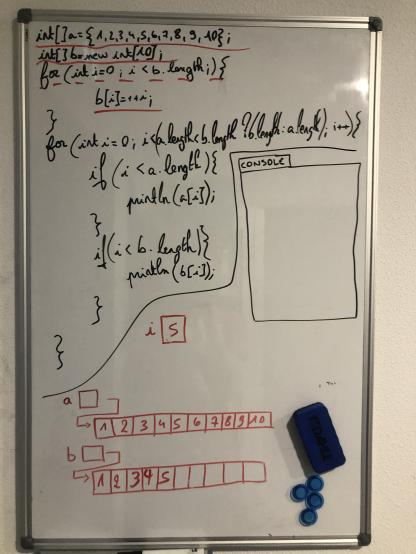 int[] a = {1,2,3,4,5,6,7,8,9,10};
int[] b = new int[10];
for (int i=0; i < b.length;) {
b[i]=++i;
}
for (int i=0; i<a.length<b.length?(b.length:a.length); i++){
if (i < a.length){
println (a[i]);
}
if (i < b.length){
println (b[i]);
}
}
CONSOLE
i 5
a
1 2 3 4 5 6 7 8 9 10
b
1 2 3 4 5